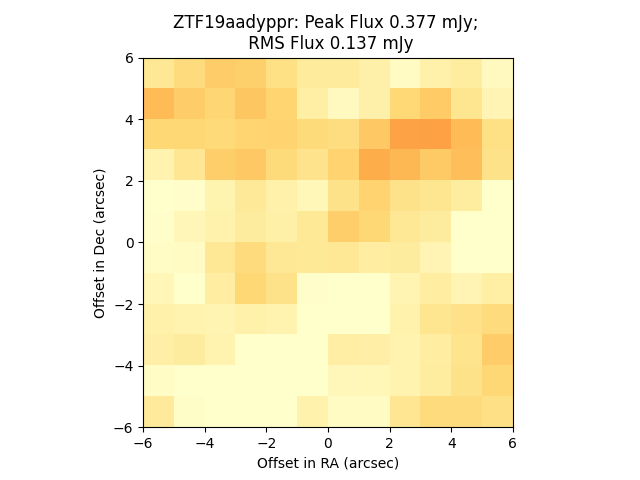 ZTF19aadyppr: Peak Flux 0.377 mJy;
RMS Flux 0.137 mJy
6
4
2
0
−2
−4
−6
Offset in Dec (arcsec)
−6 −4 −2 0 2 4 6
Offset in RA (arcsec)